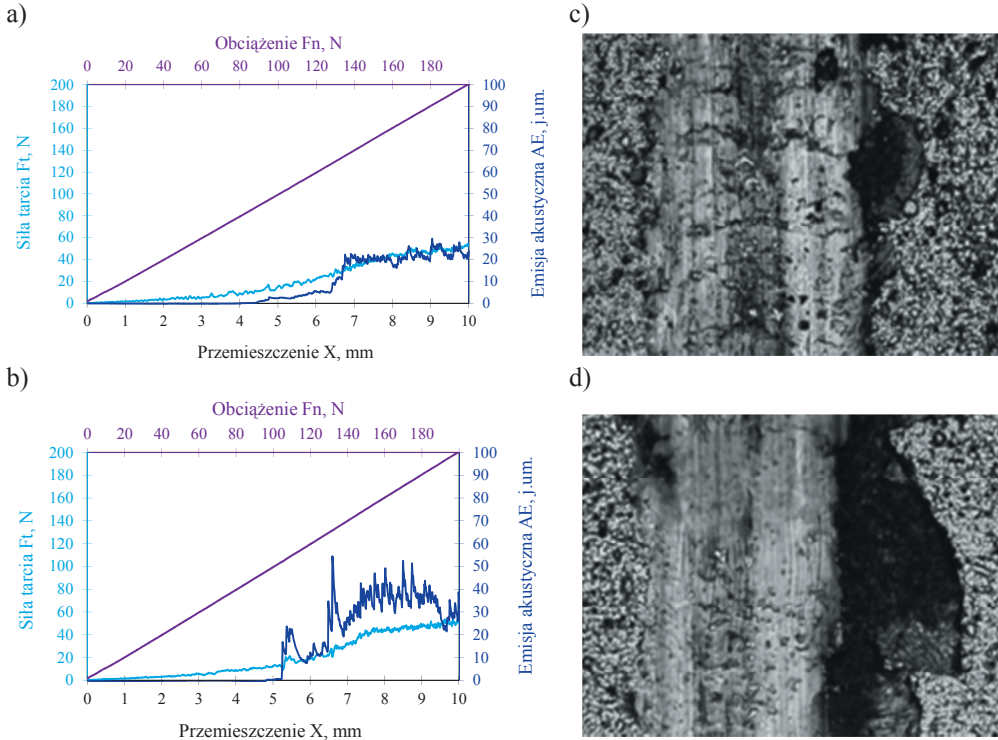 a)
Obciążenie Fn, N
0 20 40 60 80 100 120 140 160 180
200 100
180 90
160 80
140 70
120 60
100 50
80 40
60 30
40 20
20 10
0 0
Siła tarcia Ft, N
Emisja akustyczna AE, j.um.
0 1 2 3 4 5 6 7 8 9 10
Przemieszczenie X, mm
c)
b)
Obciążenie Fn, N
0 20 40 60 80 100 120 140 160 180
200 100
180 90
160 80
140 70
120 60
100 50
80 40
60 30
40 20
20 10
0 0
Siła tarcia Ft, N
Emisja akustyczna AE, j.um.
0 1 2 3 4 5 6 7 8 9 10
Przemieszczenie X, mm
d)